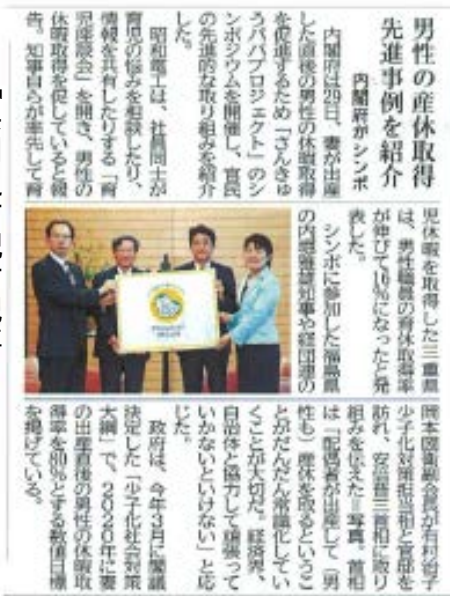 男性の産休取得
先進事例を紹介
内閣府がシンポ
内閣府は29日、妻が出産
した直後の男性の休暇取得
を促進するため「さんきゅ
うパパプロジェクト」のシ
ンポジウムを開催し、官民
の先進的な取り組みを紹介
した。
昭和電工は、社員同士が
育児の悩みを相談したり、
情報を共有したりする「育
児座談会」を開き、男性の
休暇取得を促していると報
告。知事自らが率先して育
児休暇を取得した三重県
は、男性職員の育休取得率
が伸びて16%になったと発
表した。
シンポに参加した福島県
の内堀雅雄知事や経団連の
岡本圀衞副会長が有村治子
少子化対策担当相と官邸を
訪れ、安倍晋三首相に取り
組みを伝えた＝写真。首相
は「配偶者が出産して（男
性も）産休を取るというこ
とがだんだん常識化してい
くことが大切だ。経済界、
自治体と協力して頑張って
いかないといけない」と応
じた。
政府は、今年3月に閣議
決定した「少子化社会対策
大綱」で、2020年に妻
の出産直後の男性の休暇取
得率を80%とする数値目標
を掲げている。